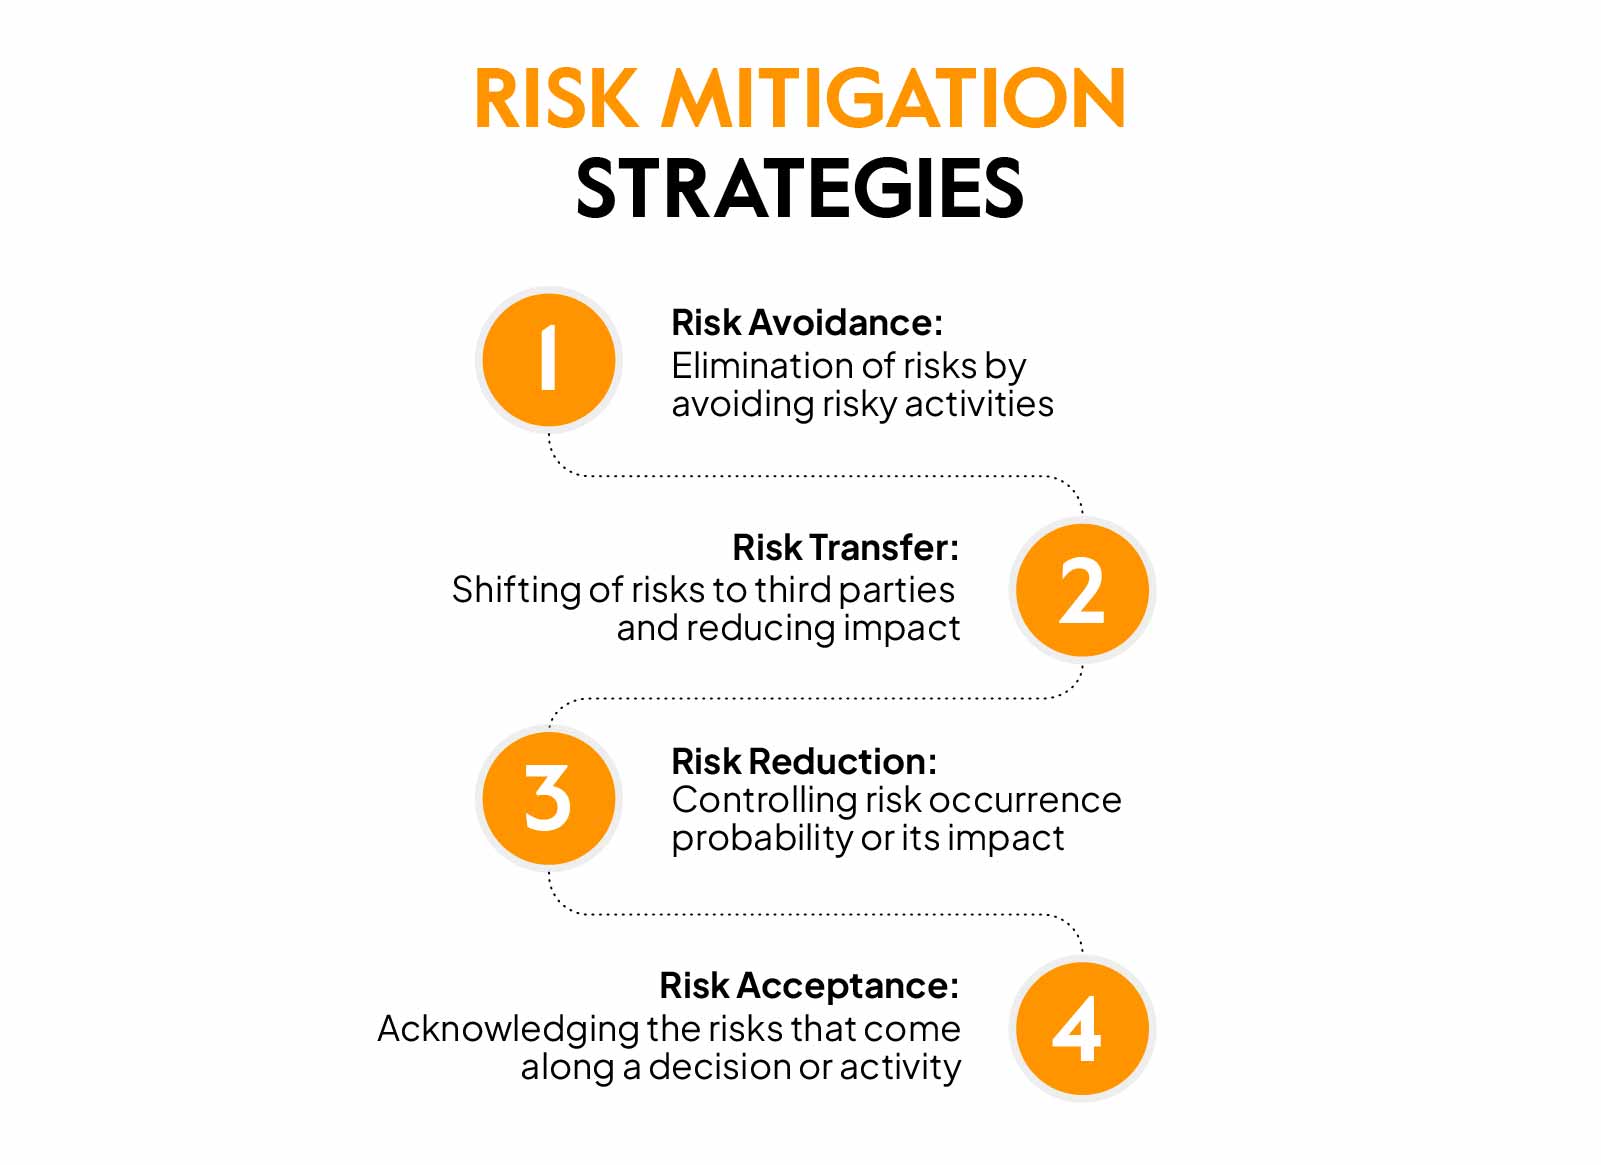 RISK MITIGATION
STRATEGIES
1
Risk Avoidance:
Elimination of risks by
avoiding risky activities
Risk Transfer:
Shifting of risks to third parties
and reducing impact
2
3
Risk Reduction:
Controlling risk occurrence
probability or its impact
Risk Acceptance:
Acknowledging the risks that come
along a decision or activity
4